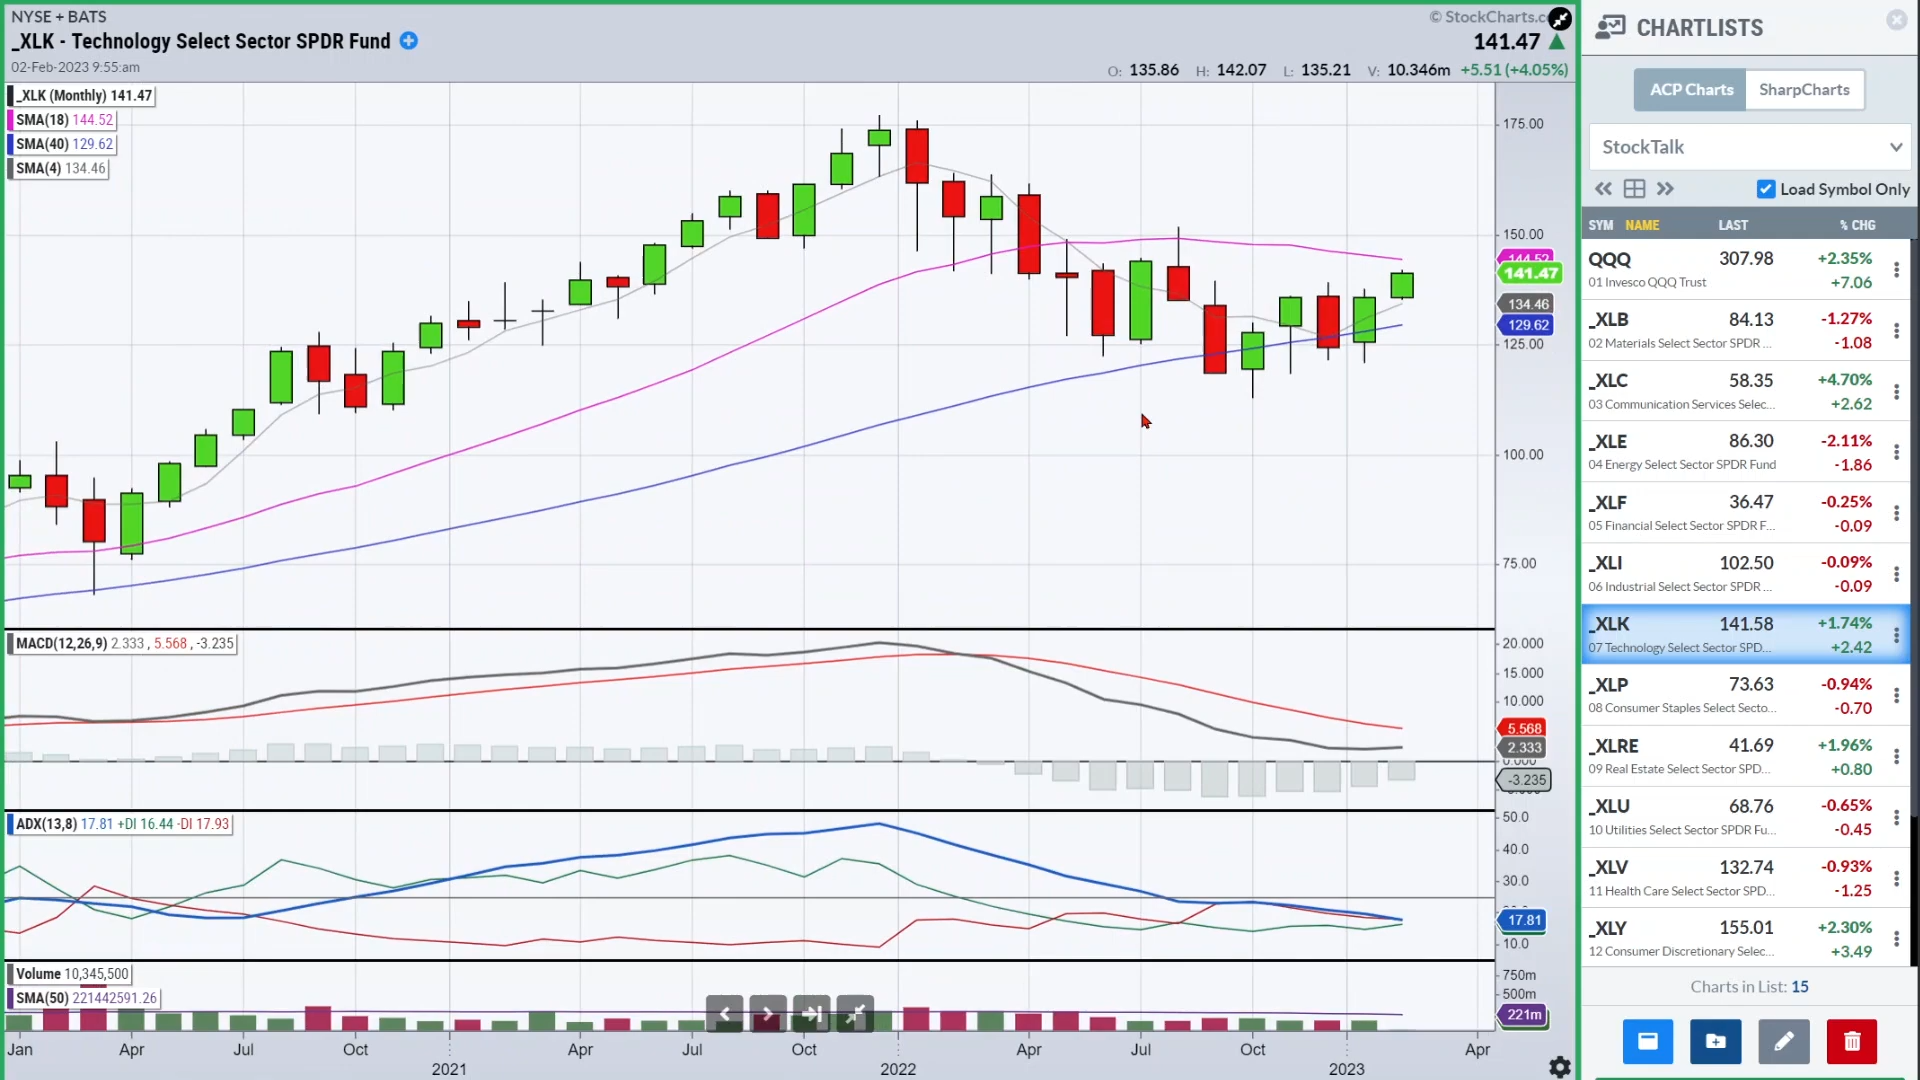 NYSE + BATS
© StockCharts.c
_XLK - Technology Select Sector SPDR Fund
141.47
02-Feb-2023 9:55:am
O: 135.86 H: 142.07 L: 135.21 V: 10.346m +5.51 (+4.05%)
_XLK (Monthly) 141.47
SMA(18) 144.52
SMA(40) 129.62
SMA(4) 134.46
175.00
150.00
144.52
141.47
134.46
129.62
125.00
100.00
75.00
MACD(12,26,9) 2.333, 5.568, -3.235
20.000
15.000
10.000
5.568
2.333
0.000
-3.235
ADX(13,8) 17.81 +DI 16.44 -DI 17.93
50.0
40.0
30.0
17.81
10.0
Volume 10,345,500
SMA(50) 221442591.26
750m
500m
221m
Jan Apr Jul Oct Apr Jul Oct Apr Jul Oct Apr
2021 2022 2023
CHARTLISTS
ACP Charts SharpCharts
StockTalk
Load Symbol Only
SYM NAME LAST % CHG
QQQ 307.98 +2.35%
01 Invesco QQQ Trust +7.06
_XLB 84.13 -1.27%
02 Materials Select Sector SPDR ... -1.08
_XLC 58.35 +4.70%
03 Communication Services Selec... +2.62
_XLE 86.30 -2.11%
04 Energy Select Sector SPDR Fund -1.86
_XLF 36.47 -0.25%
05 Financial Select Sector SPDR F... -0.09
_XLI 102.50 -0.09%
06 Industrial Select Sector SPDR ... -0.09
_XLK 141.58 +1.74%
07 Technology Select Sector SPD... +2.42
_XLP 73.63 -0.94%
08 Consumer Staples Select Secto... -0.70
_XLRE 41.69 +1.96%
09 Real Estate Select Sector SPD... +0.80
_XLU 68.76 -0.65%
10 Utilities Select Sector SPDR Fu... -0.45
_XLV 132.74 -0.93%
11 Health Care Select Sector SPD... -1.25
_XLY 155.01 +2.30%
12 Consumer Discretionary Selec... +3.49
Charts in List: 15